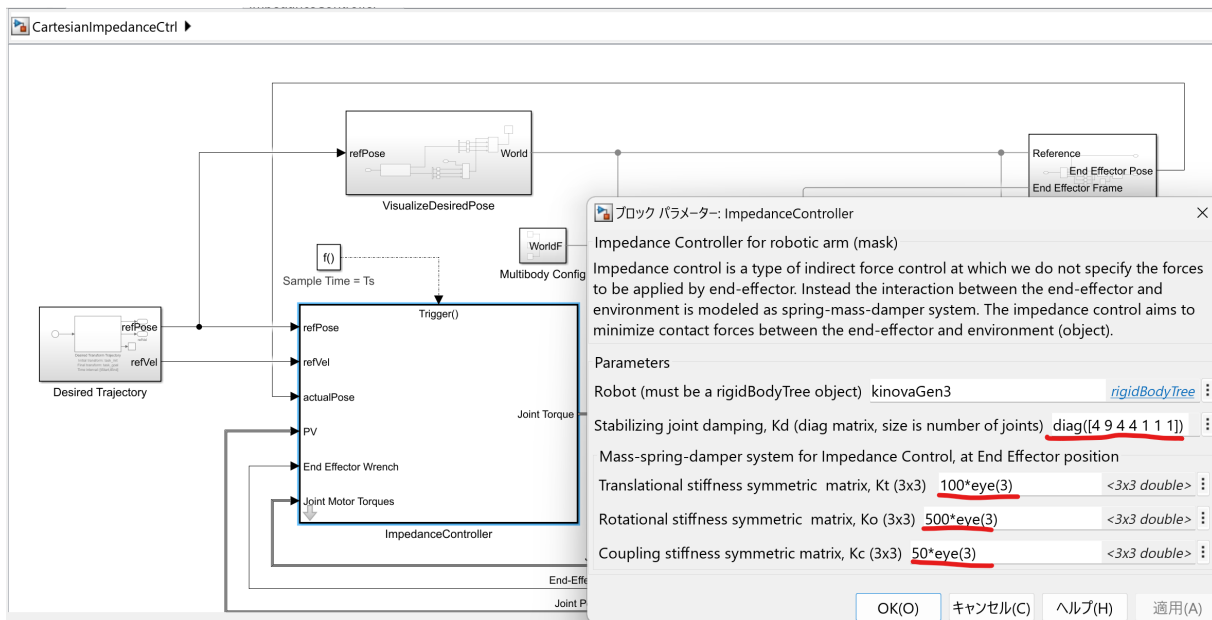 CartesianImpedanceCtrl
refPose
World
VisualizeDesiredPose
Reference
End Effector Pose
End Effector Frame
WorldF
Multibody Config
f()
Sample Time = Ts
Trigger()
refPose
refVel
Desired Trajectory
refPose
refVel
actualPose
PV
End Effector Wrench
Joint Motor Torques
Joint Torque
ImpedanceController
End-Effe
Joint P
ブロック パラメーター: ImpedanceController
Impedance Controller for robotic arm (mask)
Impedance control is a type of indirect force control at which we do not specify the forces
to be applied by end-effector. Instead the interaction between the end-effector and
environment is modeled as spring-mass-damper system. The impedance control aims to
minimize contact forces between the end-effector and environment (object).
Parameters
Robot (must be a rigidBodyTree object) kinovaGen3 rigidBodyTree
Stabilizing joint damping, Kd (diag matrix, size is number of joints) diag([4 9 4 4 1 1 1])
Mass-spring-damper system for Impedance Control, at End Effector position
Translational stiffness symmetric matrix, Kt (3x3) 100*eye(3) <3x3 double>
Rotational stiffness symmetric matrix, Ko (3x3) 500*eye(3) <3x3 double>
Coupling stiffness symmetric matrix, Kc (3x3) 50*eye(3) <3x3 double>
OK(O) キャンセル(C) ヘルプ(H) 適用(A)